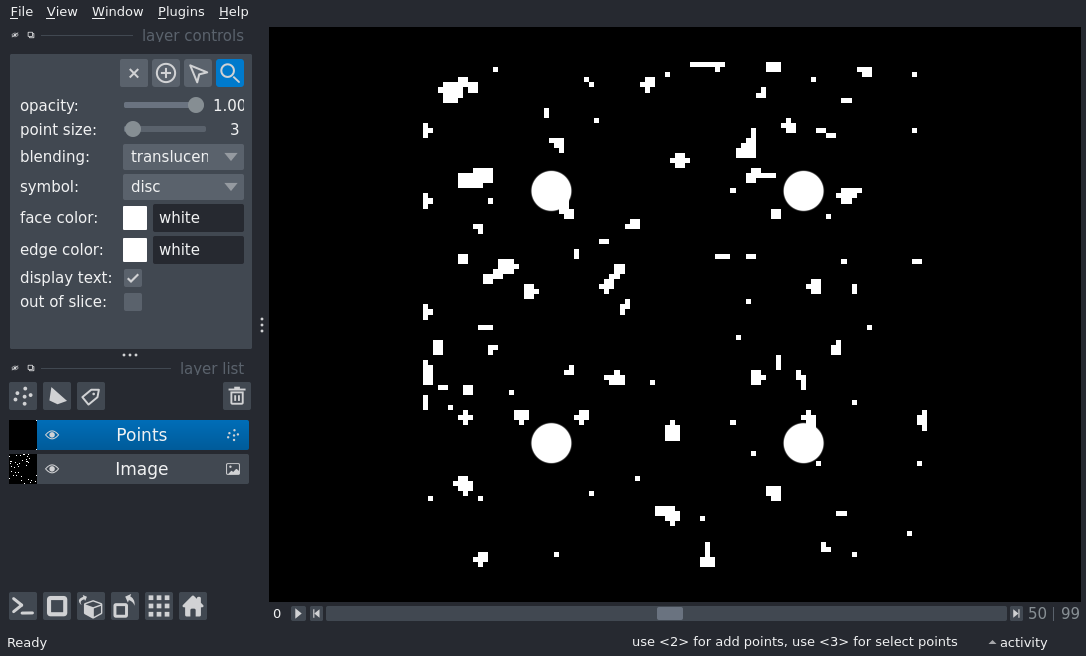 File View Window Plugins Help
layer controls
opacity: 1.00
point size: 3
blending: translucen
symbol: disc
face color: white
edge color: white
display text:
out of slice:
layer list
Points
Image
0 50 | 99
Ready use <2> for add points, use <3> for select points activity